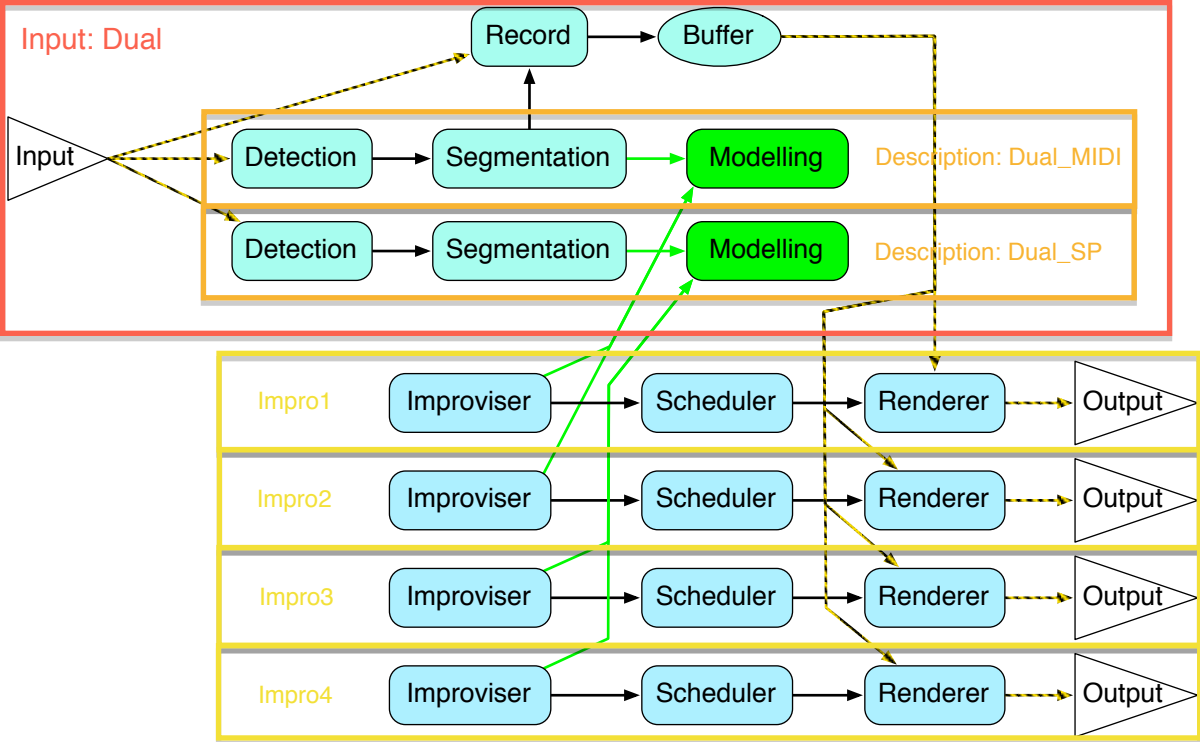 Input: Dual
Record
Buffer
Input
Detection
Segmentation
Modelling
Description: Dual_MIDI
Detection
Segmentation
Modelling
Description: Dual_SP
Impro1
Improviser
Scheduler
Renderer
Output
Impro2
Improviser
Scheduler
Renderer
Output
Impro3
Improviser
Scheduler
Renderer
Output
Impro4
Improviser
Scheduler
Renderer
Output